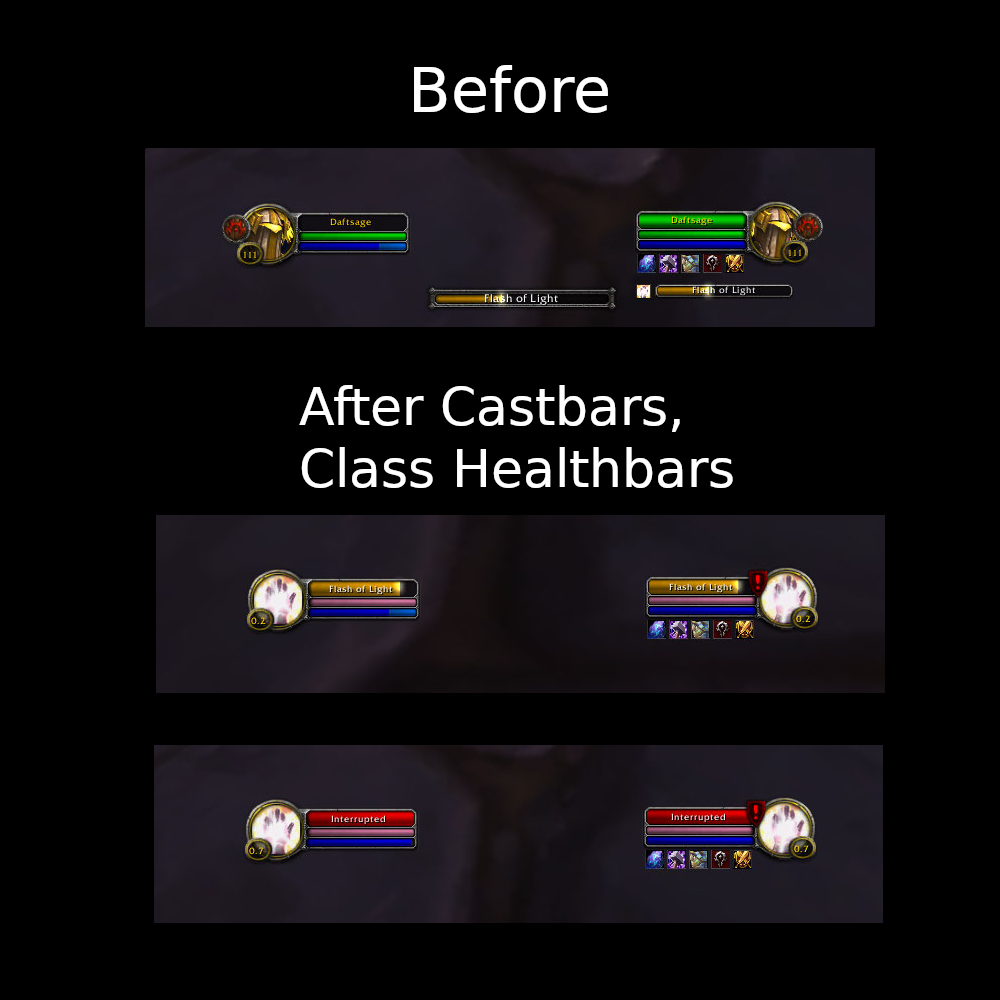 Before
Daftsage
111
Daftsage
111
Flash of Light
Flash of Light
After Castbars,
Class Healthbars
Flash of Light
0.2
Flash of Light
0.2
Interrupted
0.7
Interrupted
0.7